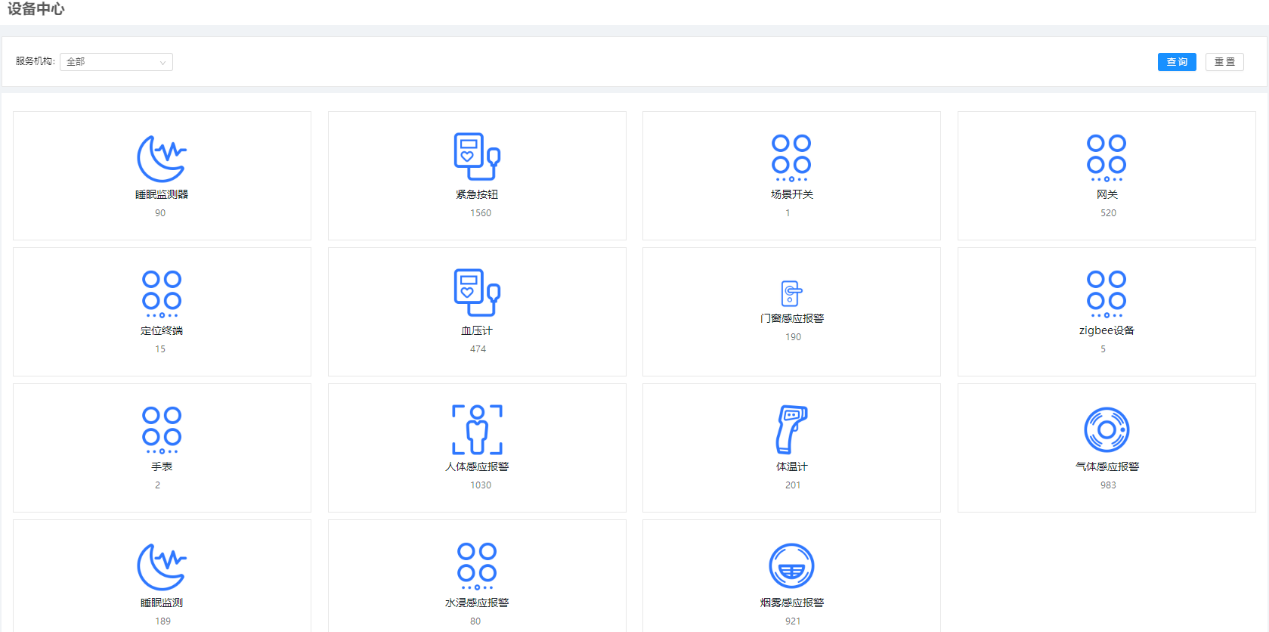 设备中心
服务机构: 全部
查询 重置
睡眠监测器 紧急按钮 场景开关 网关
90 1560 1 520
定位终端 血压计 门窗感应报警 zigbee设备
15 474 190 5
手表 人体感应报警 体温计 气体感应报警
2 1030 201 983
睡眠监测 水浸感应报警 烟雾感应报警
189 80 921